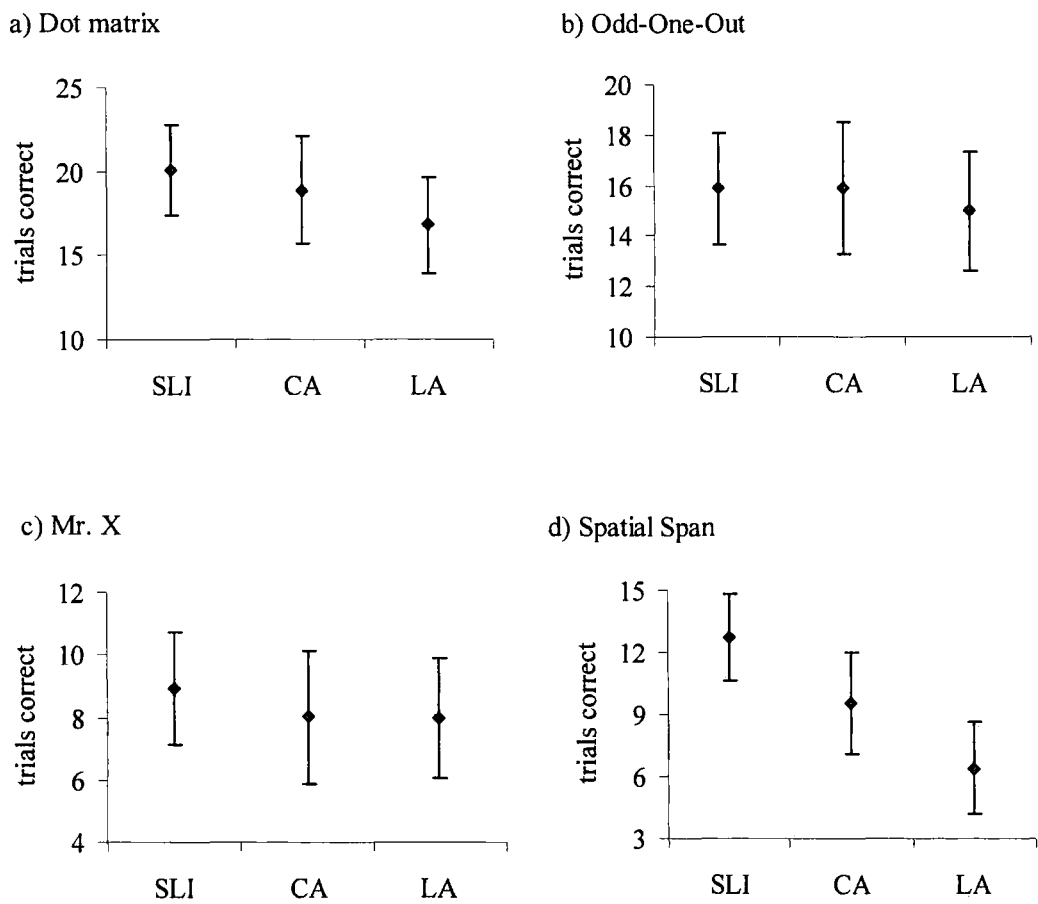 a) Dot matrix
25
20
15
10
trials correct
SLI CA LA
b) Odd-One-Out
20
18
16
14
12
10
trials correct
SLI CA LA
c) Mr. X
12
10
8
6
4
trials correct
SLI CA LA
d) Spatial Span
15
12
9
6
3
trials correct
SLI CA LA